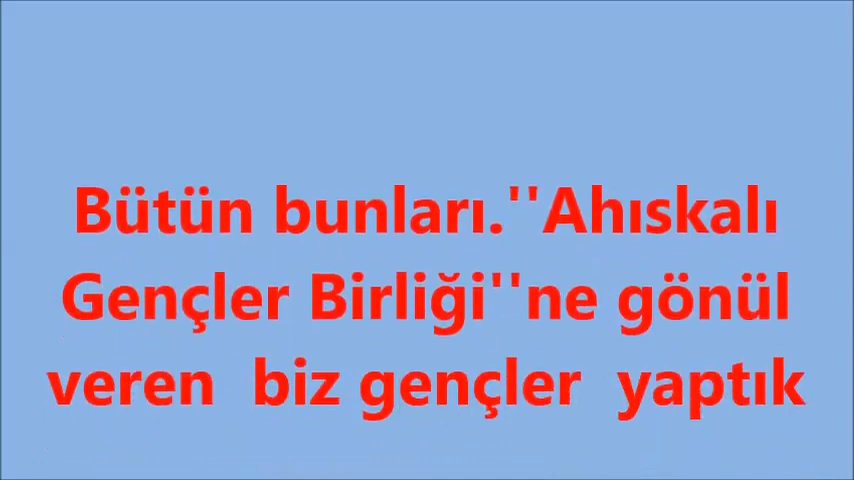 Bütün bunları.''Ahıskalı
Gençler Birliği''ne gönül
veren  biz gençler  yaptık